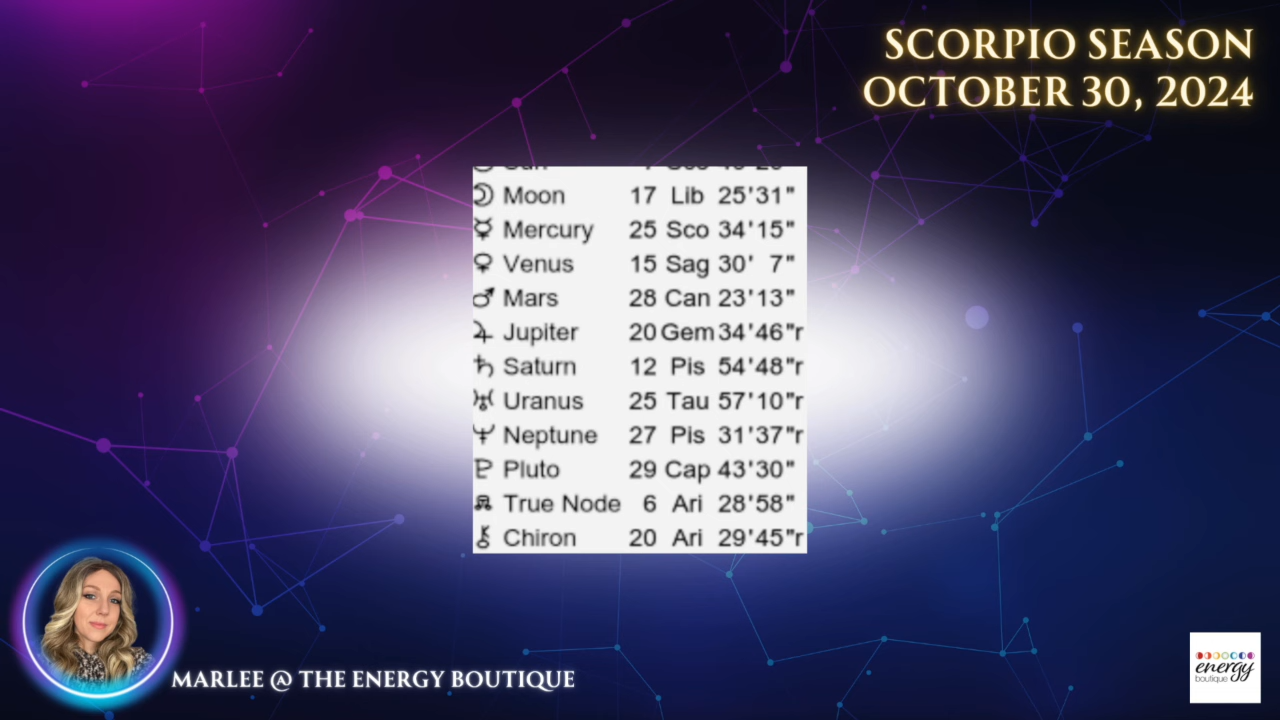 SCORPIO SEASON
OCTOBER 30, 2024
☽ Moon 17 Lib 25'31"
☿ Mercury 25 Sco 34'15"
♀ Venus 15 Sag 30' 7"
♂ Mars 28 Can 23'13"
♃ Jupiter 20 Gem 34'46"r
♄ Saturn 12 Pis 54'48"r
♅ Uranus 25 Tau 57'10"r
♆ Neptune 27 Pis 31'37"r
♇ Pluto 29 Cap 43'30"
☊ True Node 6 Ari 28'58"
⚷ Chiron 20 Ari 29'45"r
MARLEE @ THE ENERGY BOUTIQUE
energy
boutique